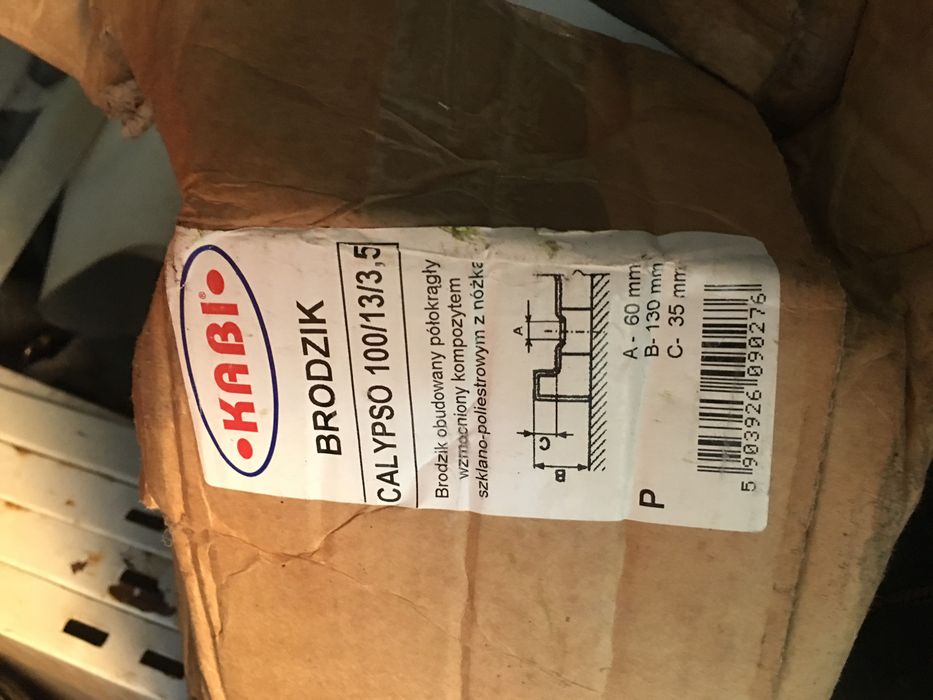 •KABI•®
BRODZIK
CALYPSO 100/13/3,5
Brodzik obudowany półokrągły
wzmocniony kompozytem
szklano-poliestrowym z nóżką
A
C
B
A - 60 mm
B- 130 mm
C- 35 mm
P
5 903926 090276